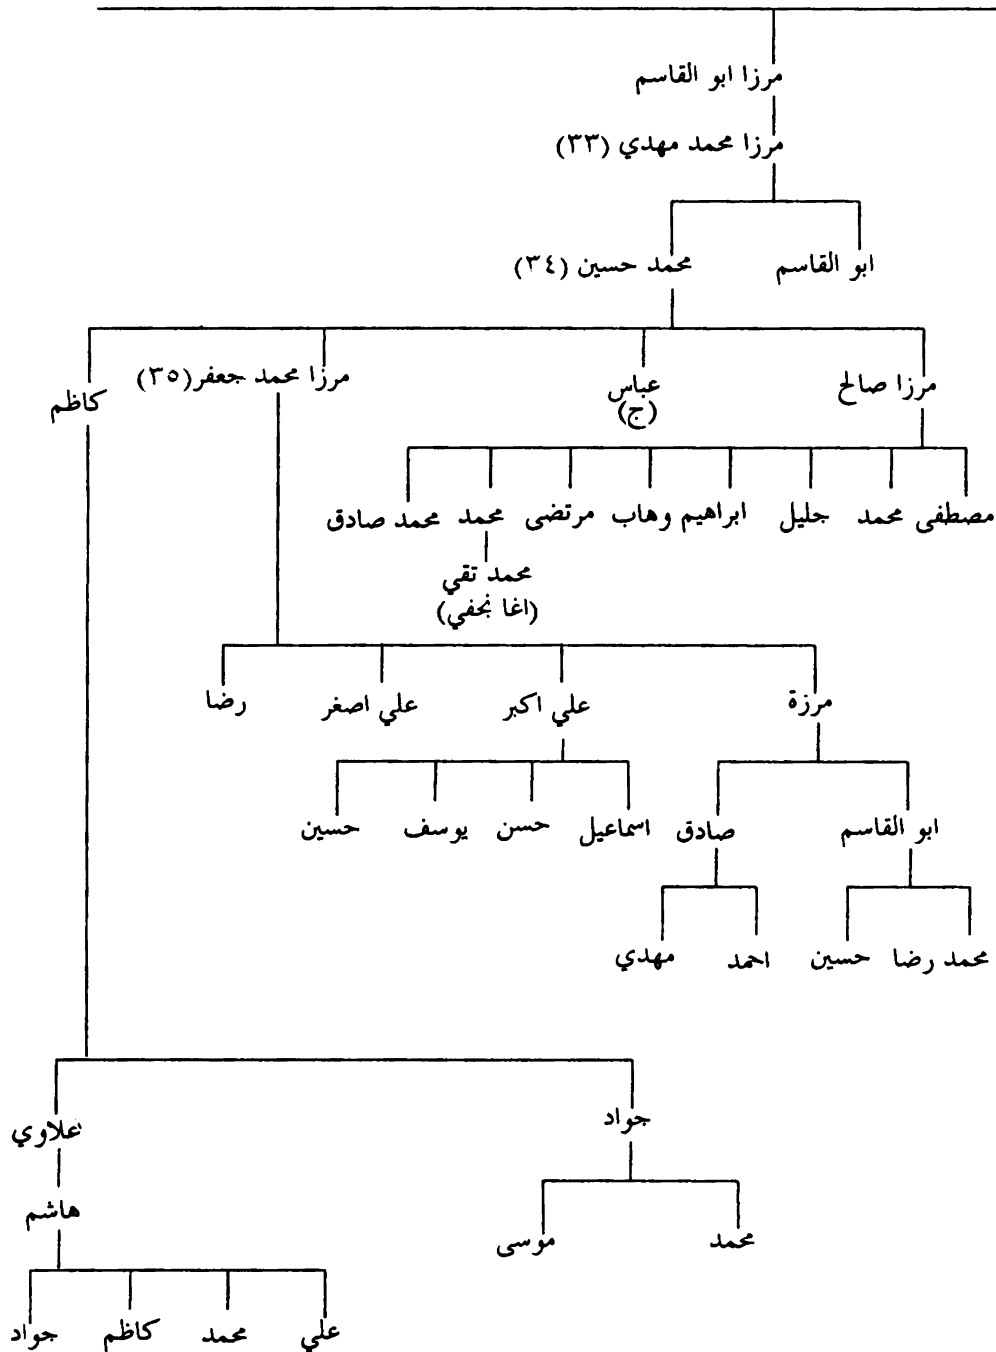 مرزا ابو القاسم
مرزا محمد مهدي (٣٣)
ابو القاسم محمد حسين (٣٤)
مرزا صالح عباس مرزا محمد جعفر (٣٥) كاظم
(ج)
مصطفى محمد جليل ابراهيم وهاب مرتضى محمد محمد صادق
محمد تقي
(اغا نجفي)
مرزة علي اكبر علي اصغر رضا
ابو القاسم صادق اسماعيل حسن يوسف حسين
محمد رضا حسين احمد مهدي
جواد علاوي
هاشم
محمد موسى
علي محمد كاظم جواد